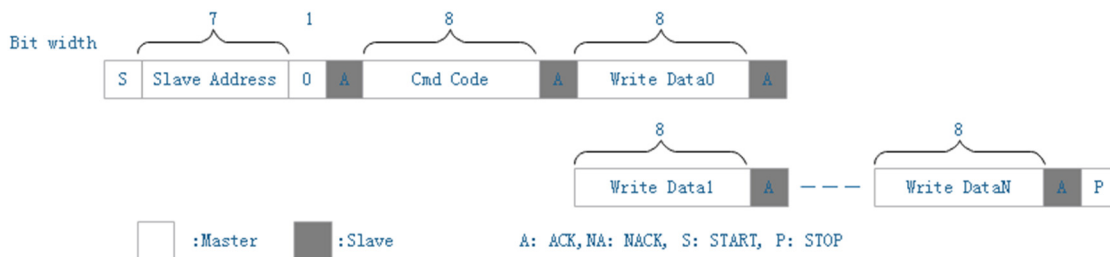 7 1 8 8
Bit width
S Slave Address 0 A Cmd Code A Write Data0 A
8 8
Write Data1 A Write DataN A P
:Master :Slave A: ACK,NA: NACK, S: START, P: STOP